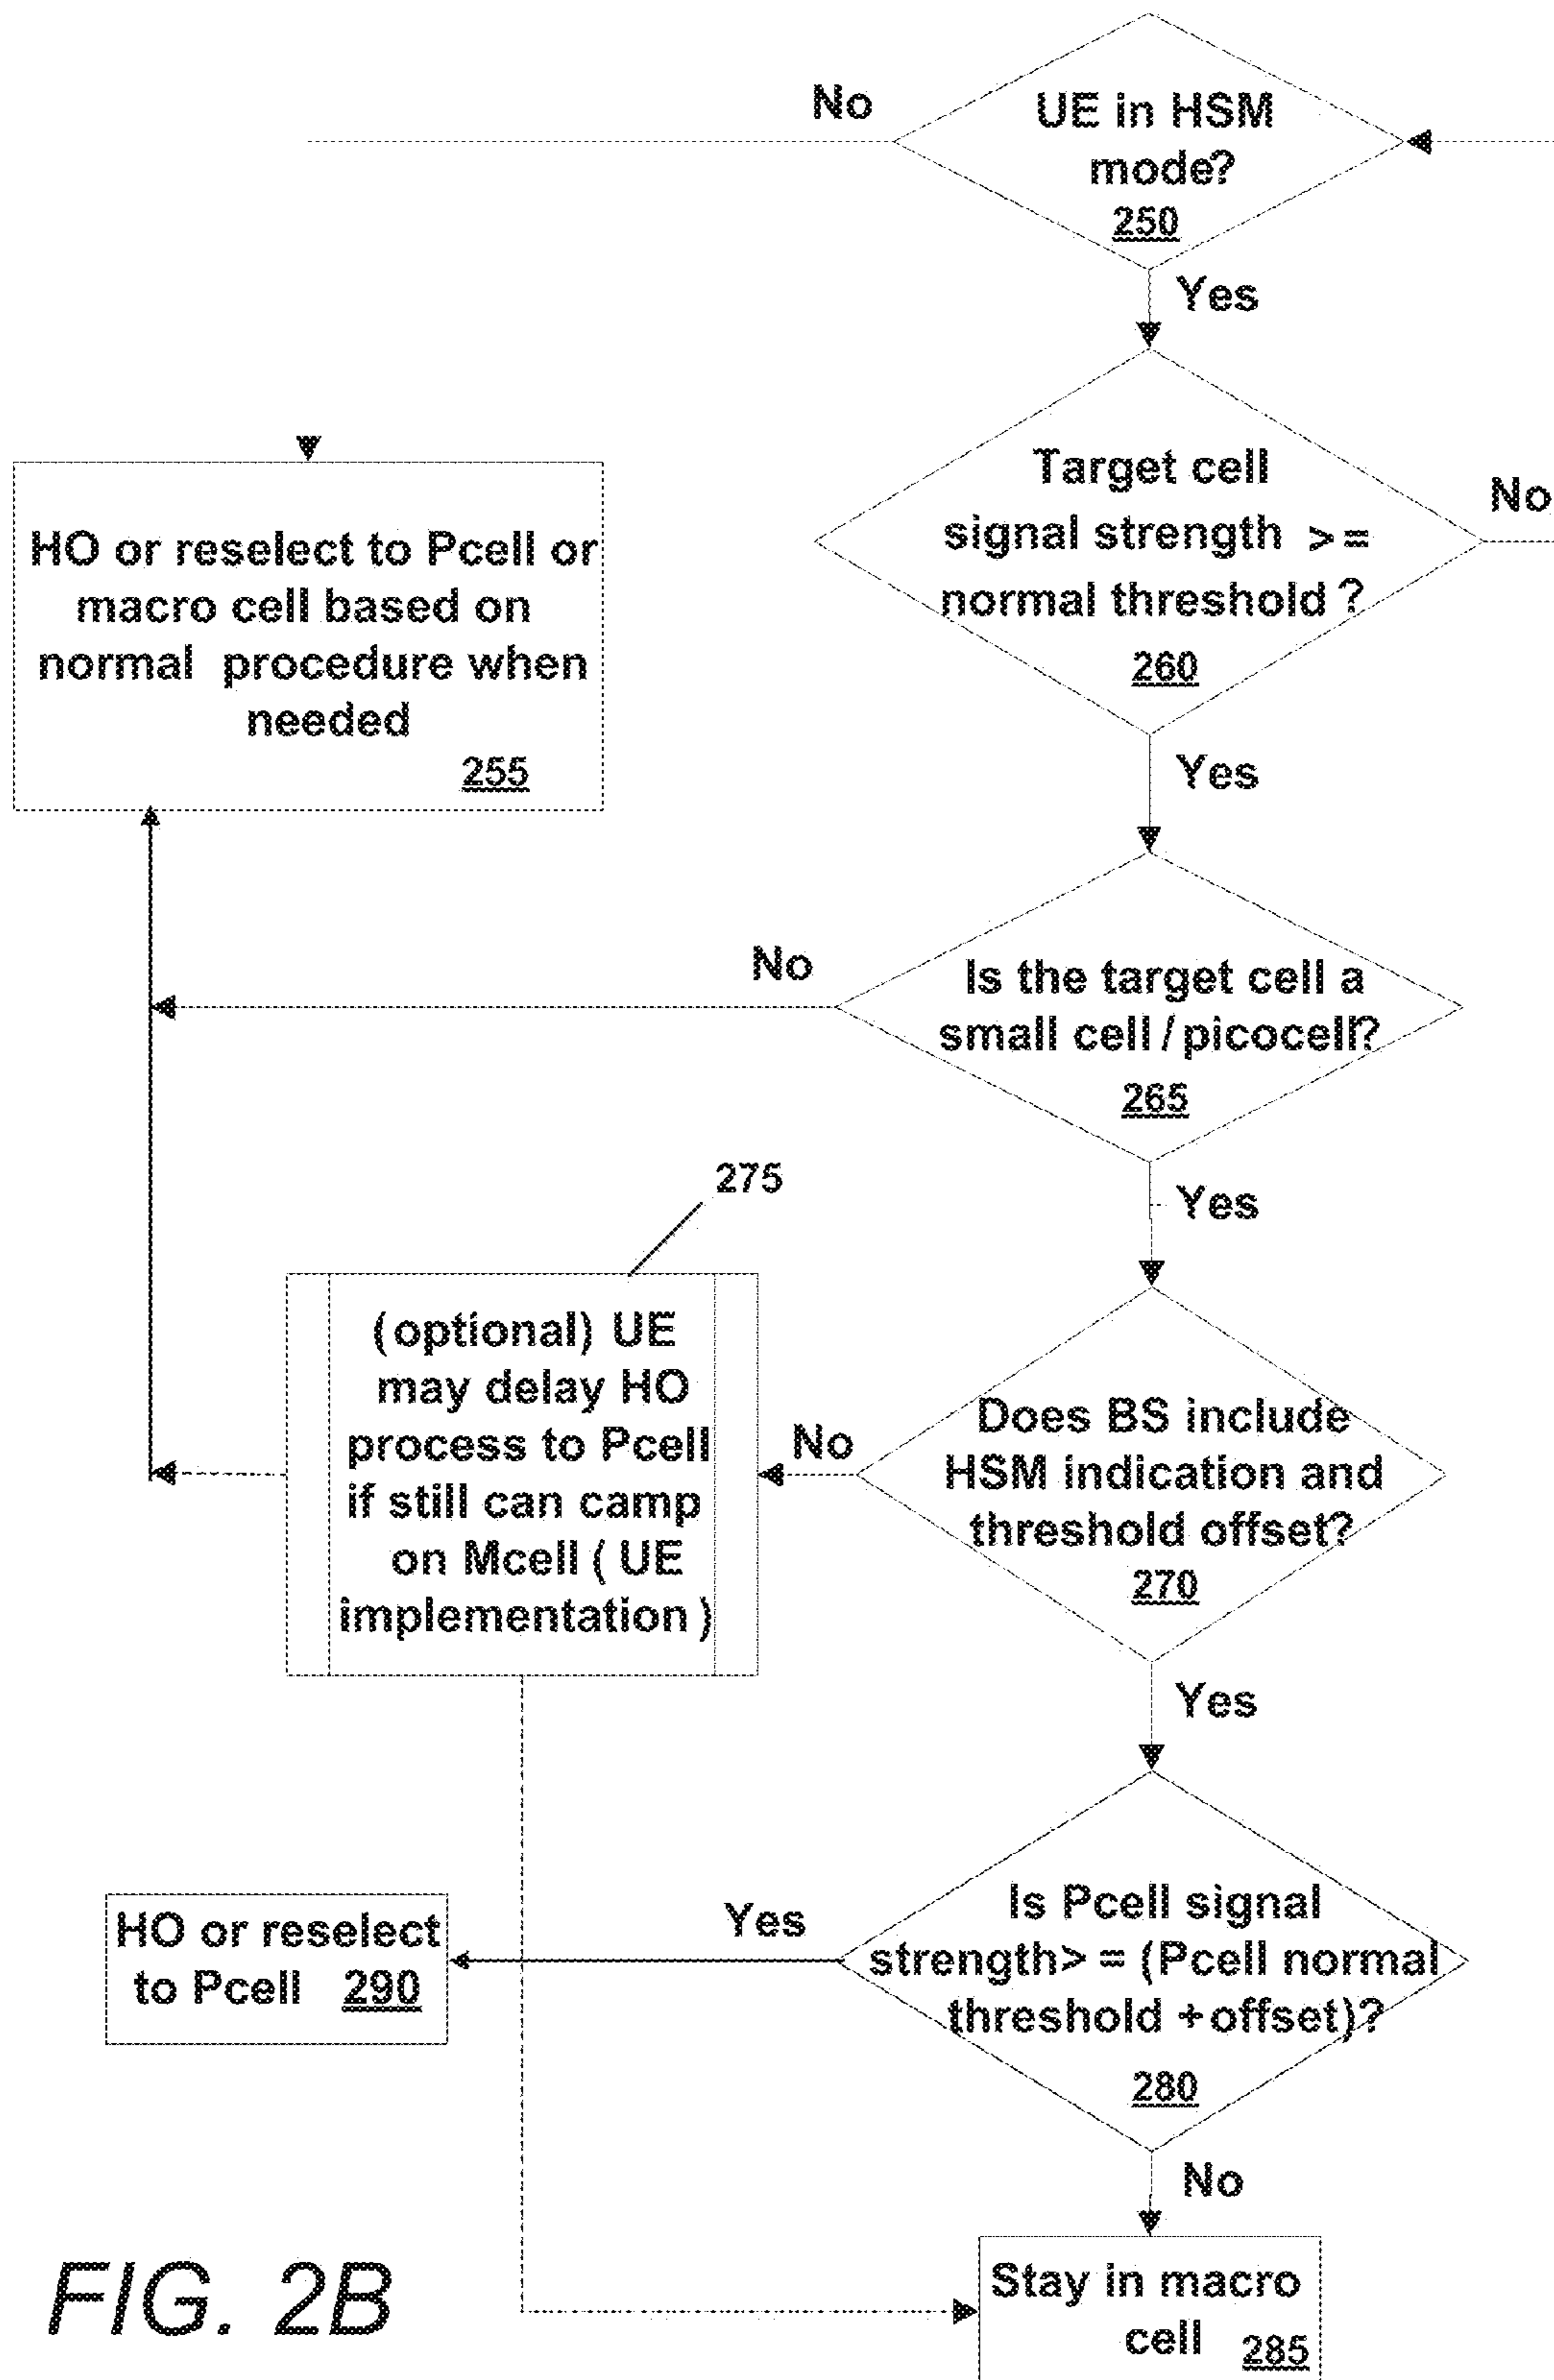 No
UE in HSM
mode?
250
Yes
Target cell
signal strength >=
normal threshold ?
260
No
HO or reselect to Pcell or
macro cell based on
normal procedure when
needed
255
Yes
No
Is the target cell a
small cell / picocell?
265
Yes
275
(optional) UE
may delay HO
process to Pcell
if still can camp
on Mcell ( UE
implementation )
No
Does BS include
HSM indication and
threshold offset?
270
Yes
HO or reselect
to Pcell 290
Yes
Is Pcell signal
strength> = (Pcell normal
threshold +offset)?
280
No
Stay in macro
cell 285
FIG. 2B